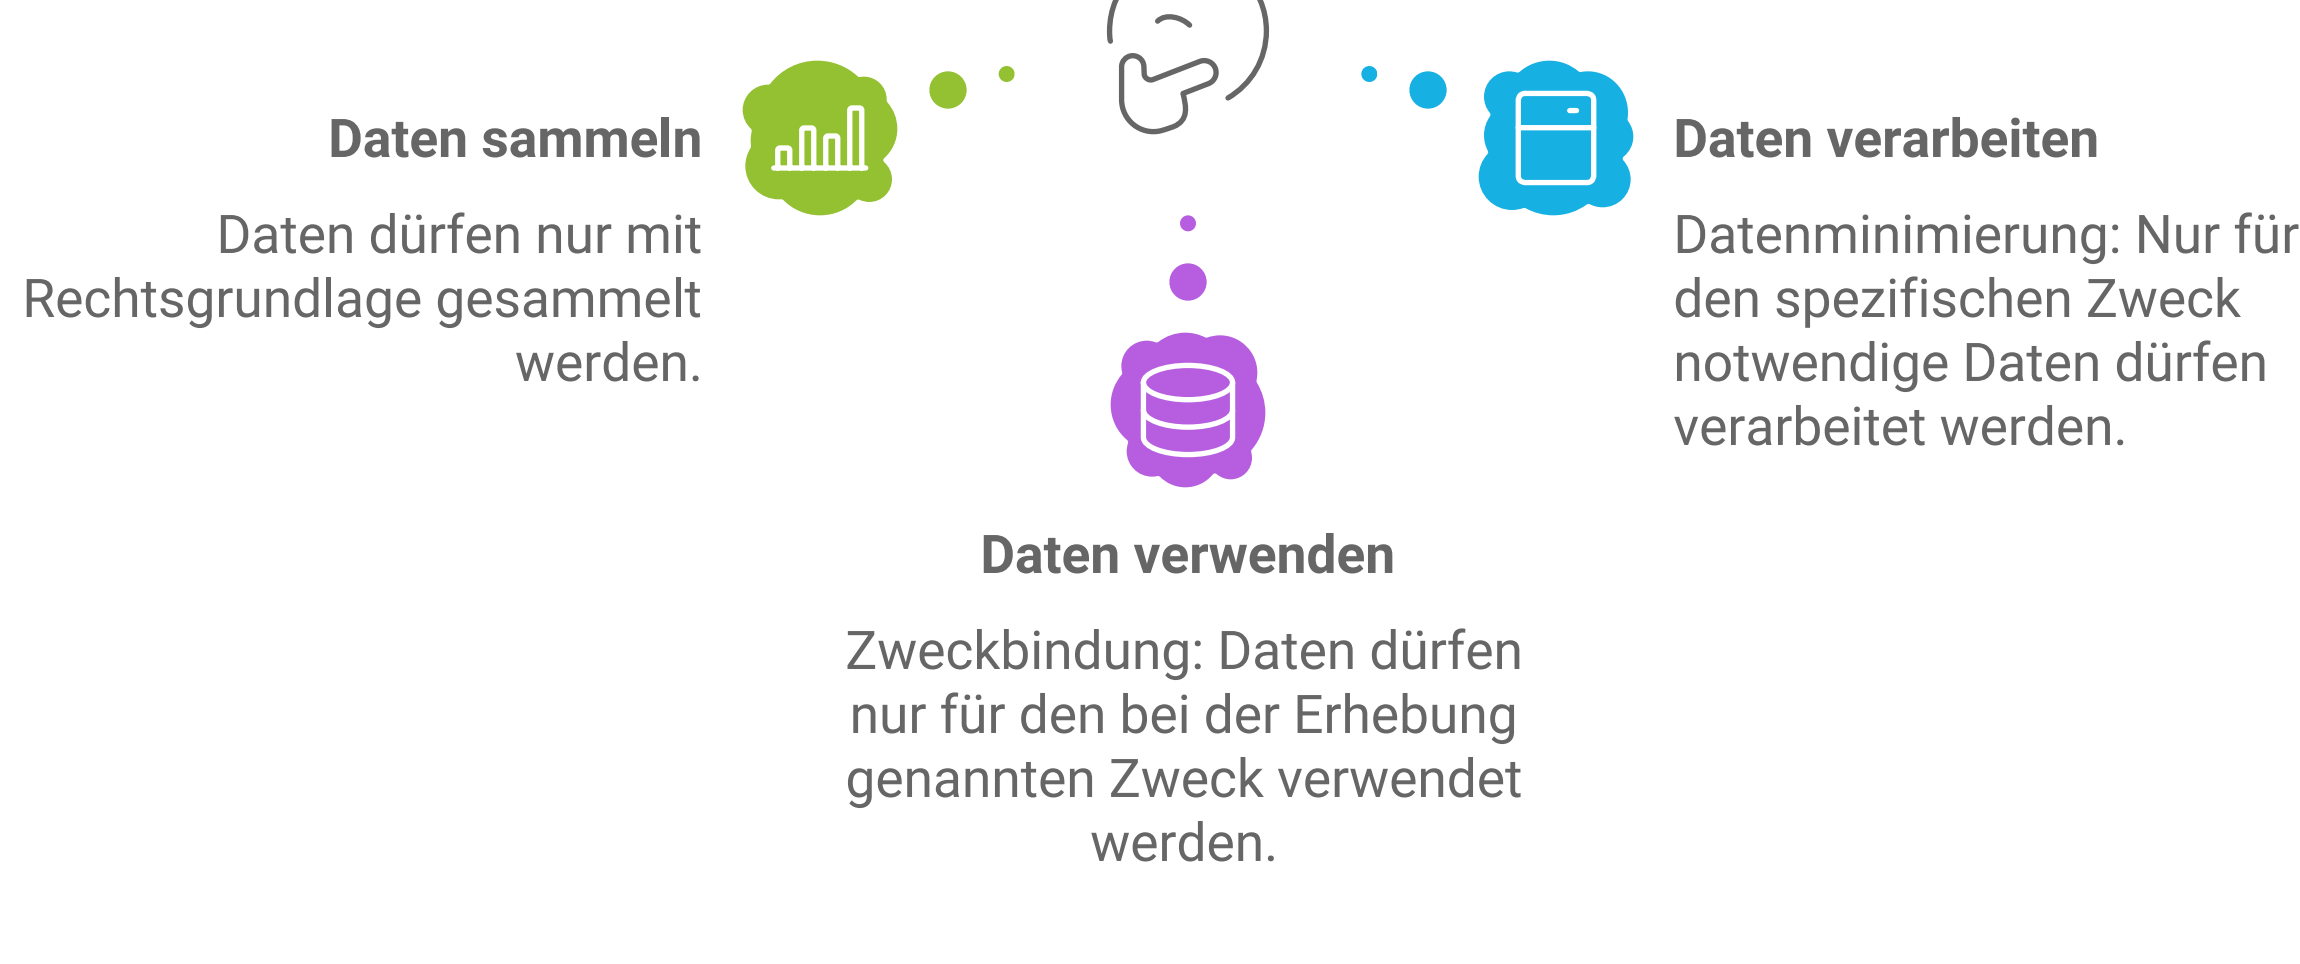 Daten sammeln
Daten dürfen nur mit
Rechtsgrundlage gesammelt
werden.
Daten verarbeiten
Datenminimierung: Nur für
den spezifischen Zweck
notwendige Daten dürfen
verarbeitet werden.
Daten verwenden
Zweckbindung: Daten dürfen
nur für den bei der Erhebung
genannten Zweck verwendet
werden.